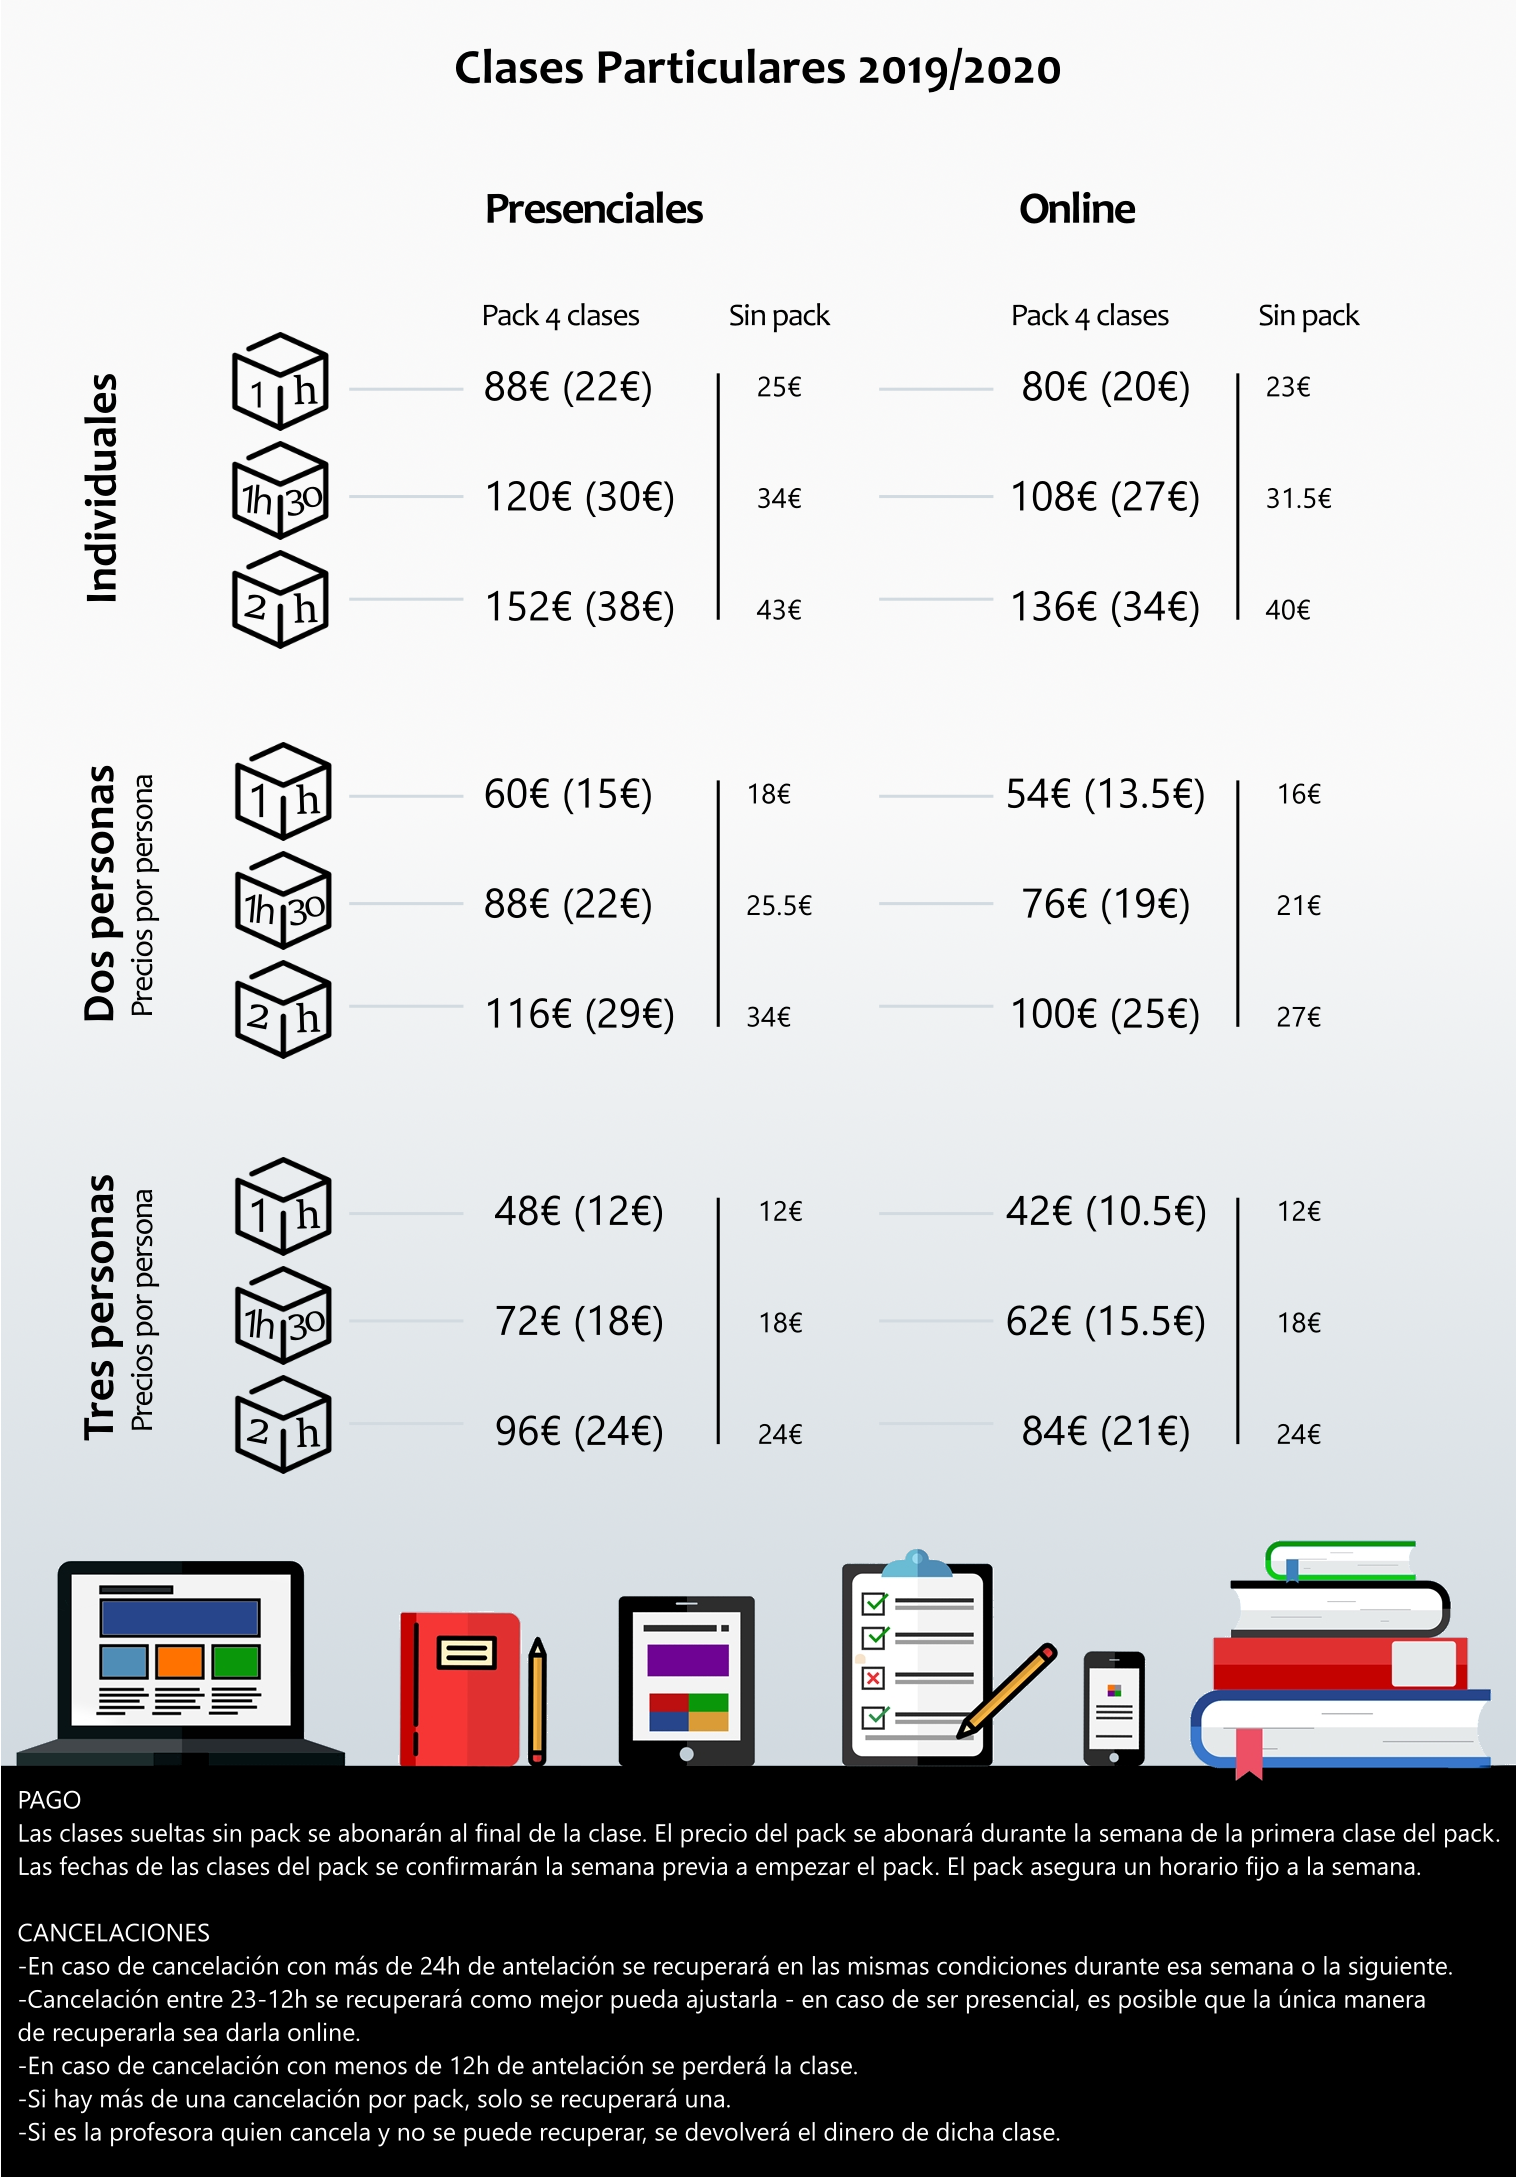 Clases Particulares 2019/2020
Presenciales Online
Pack 4 clases Sin pack Pack 4 clases Sin pack
Individuales
1 h 88€ (22€) 25€ 80€ (20€) 23€
1h 30 120€ (30€) 34€ 108€ (27€) 31.5€
2 h 152€ (38€) 43€ 136€ (34€) 40€
Dos personas
Precios por persona
1 h 60€ (15€) 18€ 54€ (13.5€) 16€
1h 30 88€ (22€) 25.5€ 76€ (19€) 21€
2 h 116€ (29€) 34€ 100€ (25€) 27€
Tres personas
Precios por persona
1 h 48€ (12€) 12€ 42€ (10.5€) 12€
1h 30 72€ (18€) 18€ 62€ (15.5€) 18€
2 h 96€ (24€) 24€ 84€ (21€) 24€
PAGO
Las clases sueltas sin pack se abonarán al final de la clase. El precio del pack se abonará durante la semana de la primera clase del pack.
Las fechas de las clases del pack se confirmarán la semana previa a empezar el pack. El pack asegura un horario fijo a la semana.
CANCELACIONES
-En caso de cancelación con más de 24h de antelación se recuperará en las mismas condiciones durante esa semana o la siguiente.
-Cancelación entre 23-12h se recuperará como mejor pueda ajustarla - en caso de ser presencial, es posible que la única manera
de recuperarla sea darla online.
-En caso de cancelación con menos de 12h de antelación se perderá la clase.
-Si hay más de una cancelación por pack, solo se recuperará una.
-Si es la profesora quien cancela y no se puede recuperar, se devolverá el dinero de dicha clase.